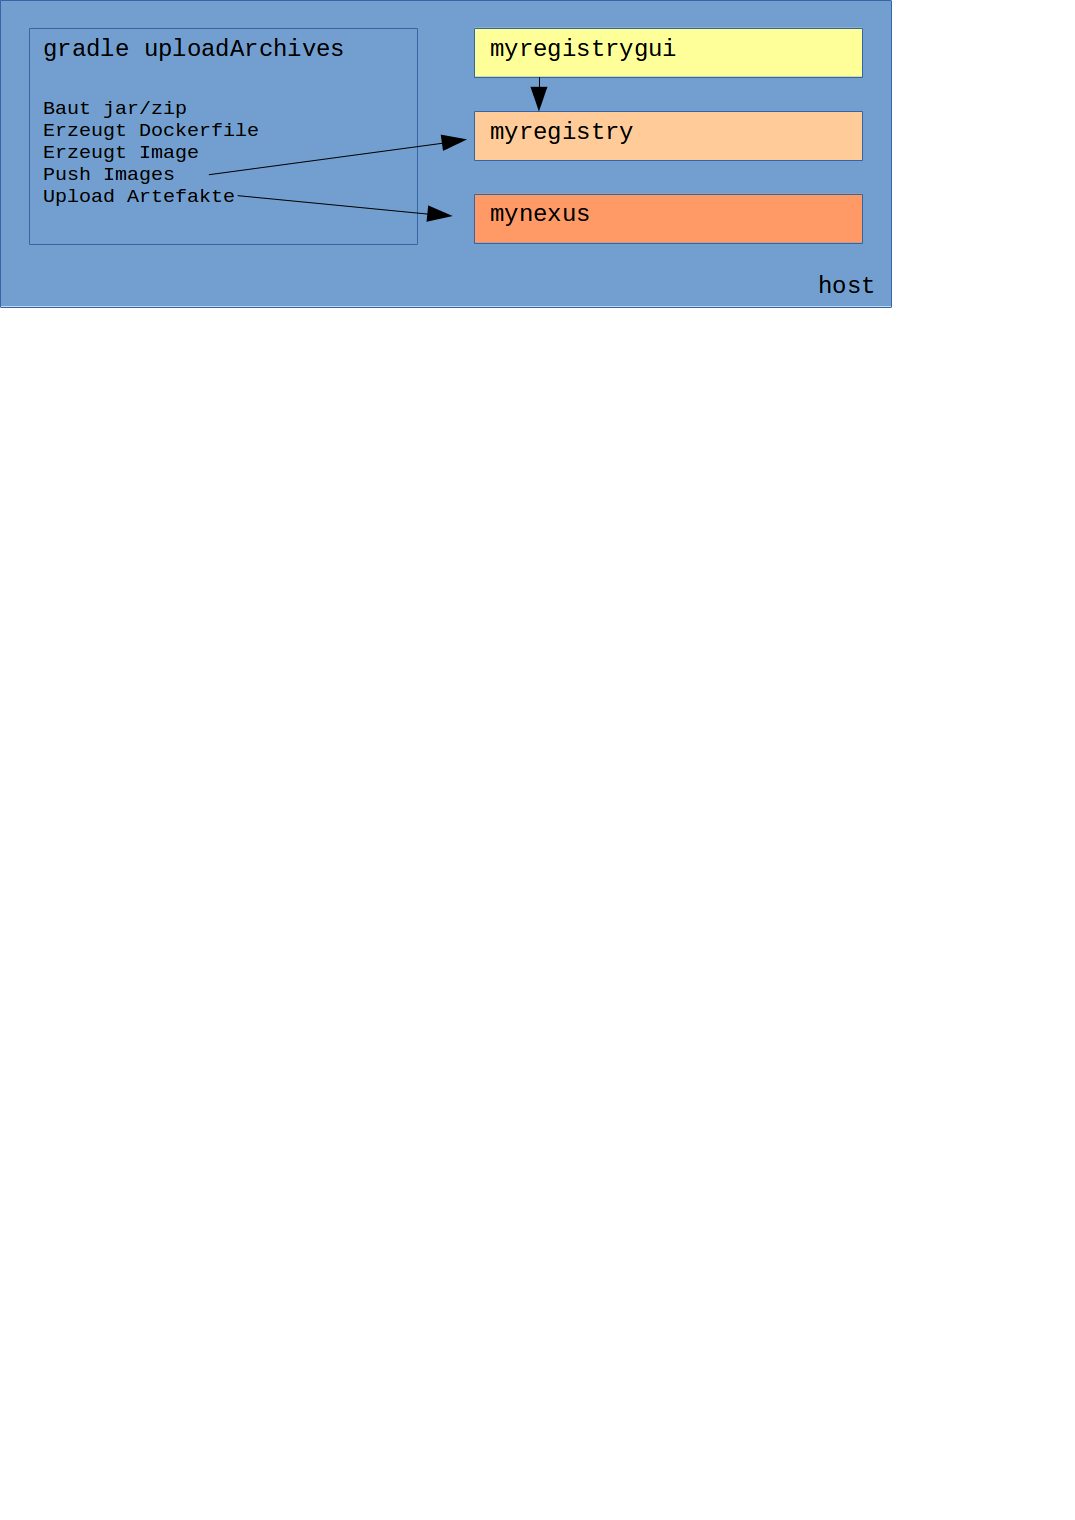 gradle uploadArchives
Baut jar/zip
Erzeugt Dockerfile
Erzeugt Image
Push Images
Upload Artefakte
myregistrygui
myregistry
mynexus
host